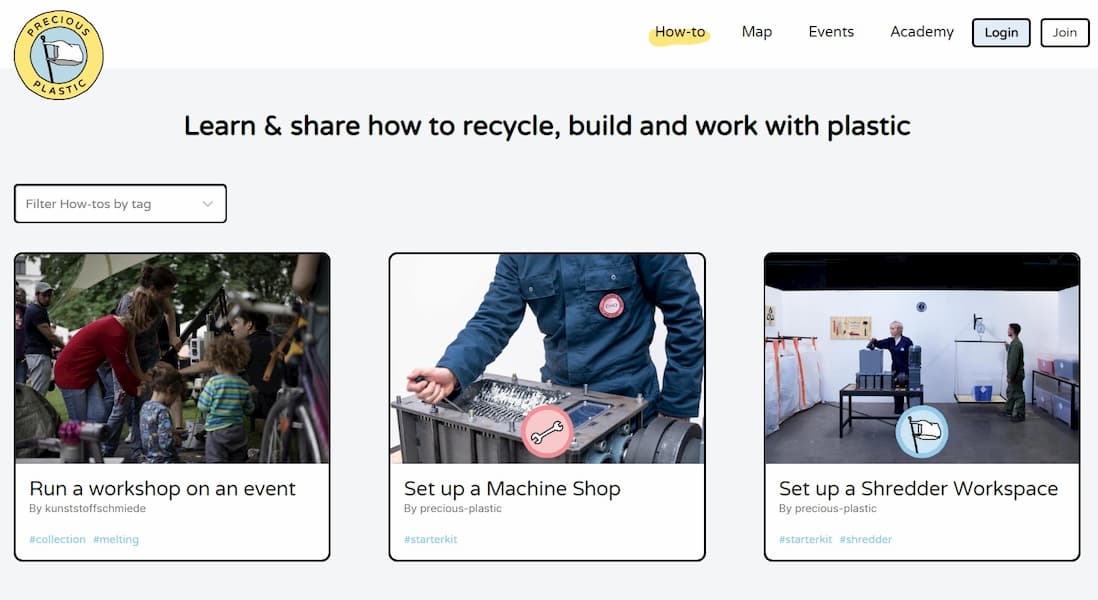 PRECIOUS
PLASTIC
How-to
Map
Events
Academy
Login
Join
Learn & share how to recycle, build and work with plastic
Filter How-tos by tag
Run a workshop on an event
By kunststoffschmiede
#collection #melting
Set up a Machine Shop
By precious-plastic
#starterkit
Set up a Shredder Workspace
By precious-plastic
#starterkit #shredder